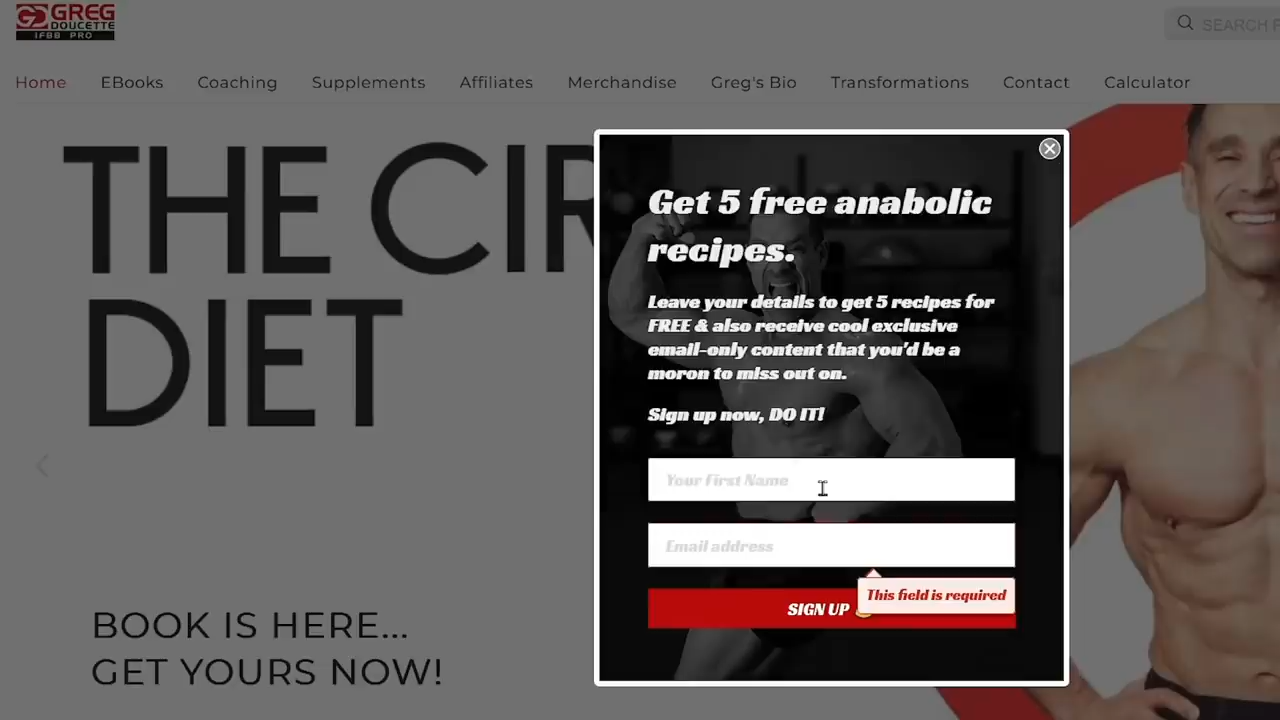 GREG
DOUCETTE
IFBB PRO
SEARCH F
Home EBooks Coaching Supplements Affiliates Merchandise Greg's Bio Transformations Contact Calculator
THE CIR
DIET
BOOK IS HERE...
GET YOURS NOW!
Get 5 free anabolic
recipes.
Leave your details to get 5 recipes for
FREE & also receive cool exclusive
email-only content that you'd be a
moron to miss out on.
Sign up now, DO IT!
Your First Name
Email address
This field is required
SIGN UP